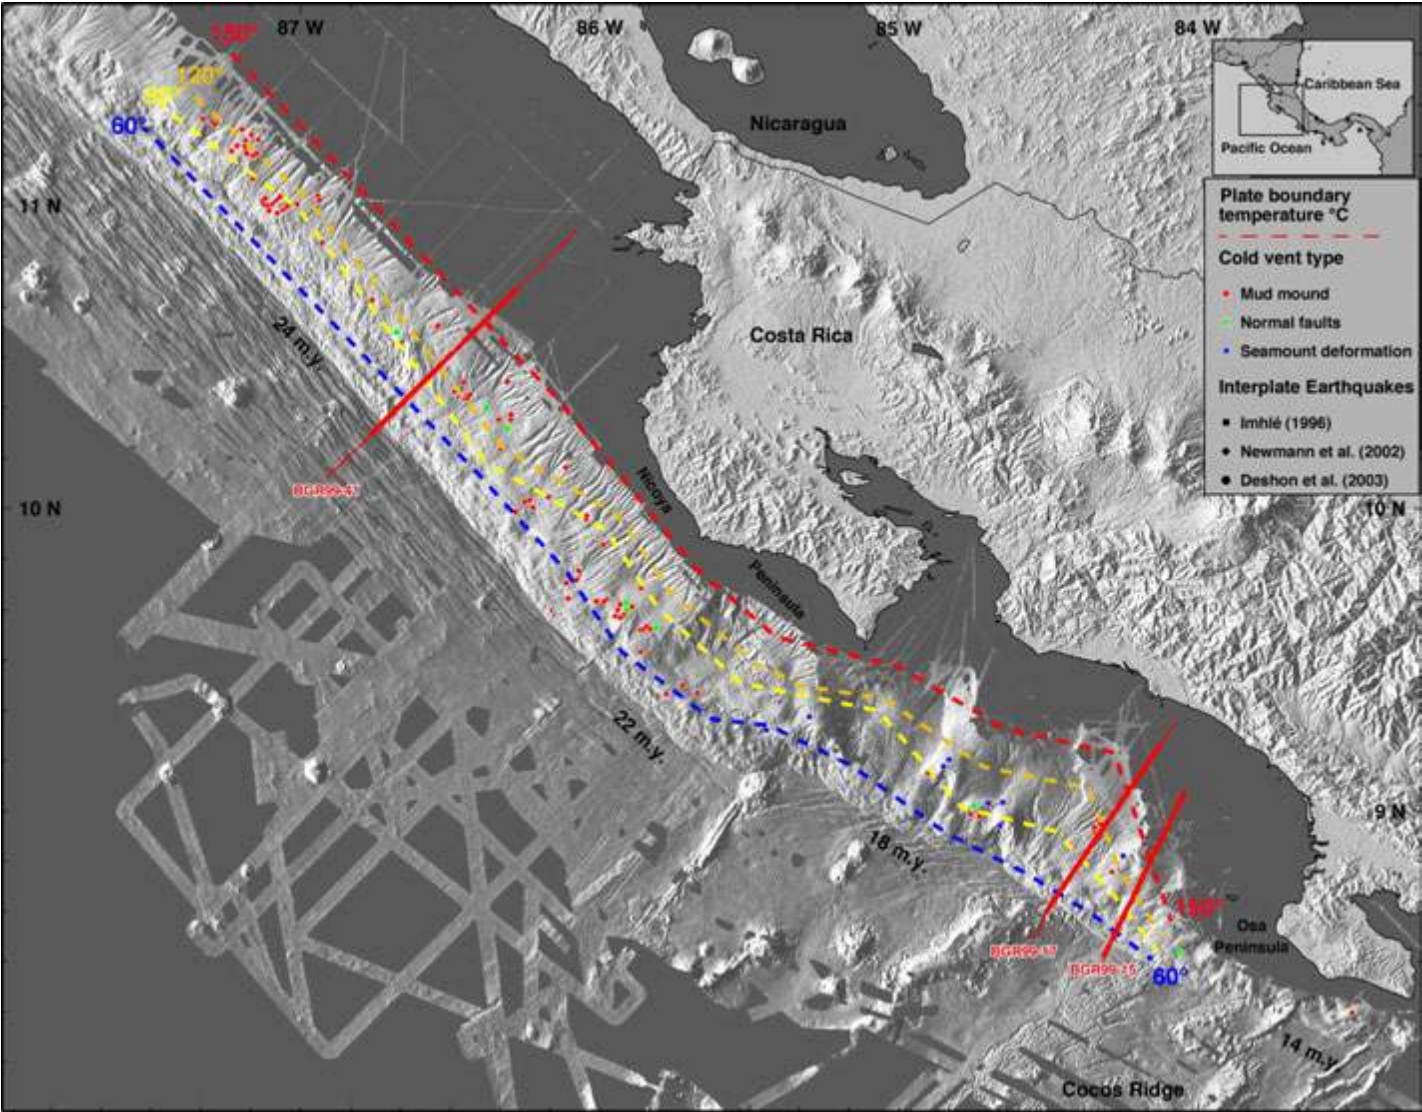 87 W
86 W
85 W
84 W
150°
120°
60°
11 N
Nicaragua
Caribbean Sea
Pacific Ocean
Plate boundary
temperature °C
Cold vent type
Mud mound
Normal faults
Seamount deformation
Interplate Earthquakes
Imhlé (1996)
Newmann et al. (2002)
Deshon et al. (2003)
Costa Rica
24 m.y.
BGR99-47
10 N
10 N
Nicoya
Peninsula
22 m.y.
9 N
18 m.y.
150°
Osa
Peninsula
60°
14 m.y.
Cocos Ridge